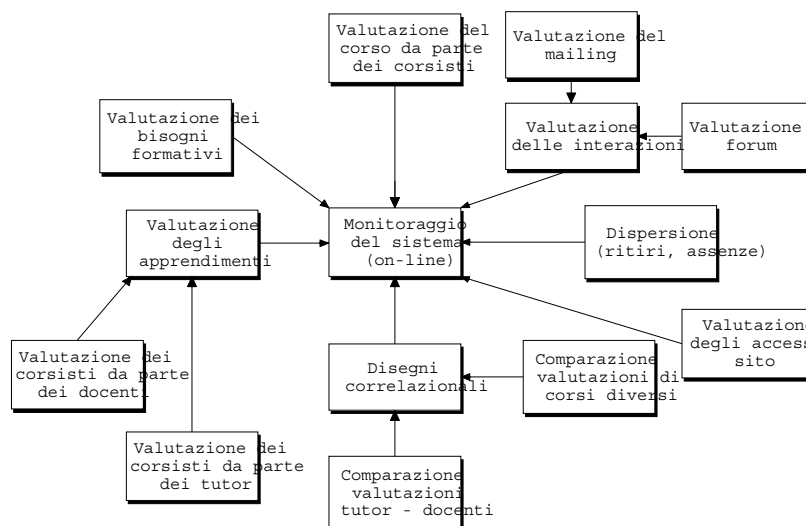 Valutazione del
corso da parte
dei corsisti
Valutazione del
mailing
Valutazione dei
bisogni
formativi
Valutazione
delle interazioni
Valutazione
forum
Valutazione
degli
apprendimenti
Monitoraggio
del sistema
(on-line)
Dispersione
(ritiri, assenze)
Valutazione dei
corsisti da parte
dei docenti
Disegni
correlazionali
Comparazione
valutazioni di
corsi diversi
Valutazione
degli access
sito
Valutazione dei
corsisti da parte
dei tutor
Comparazione
valutazioni
tutor - docenti